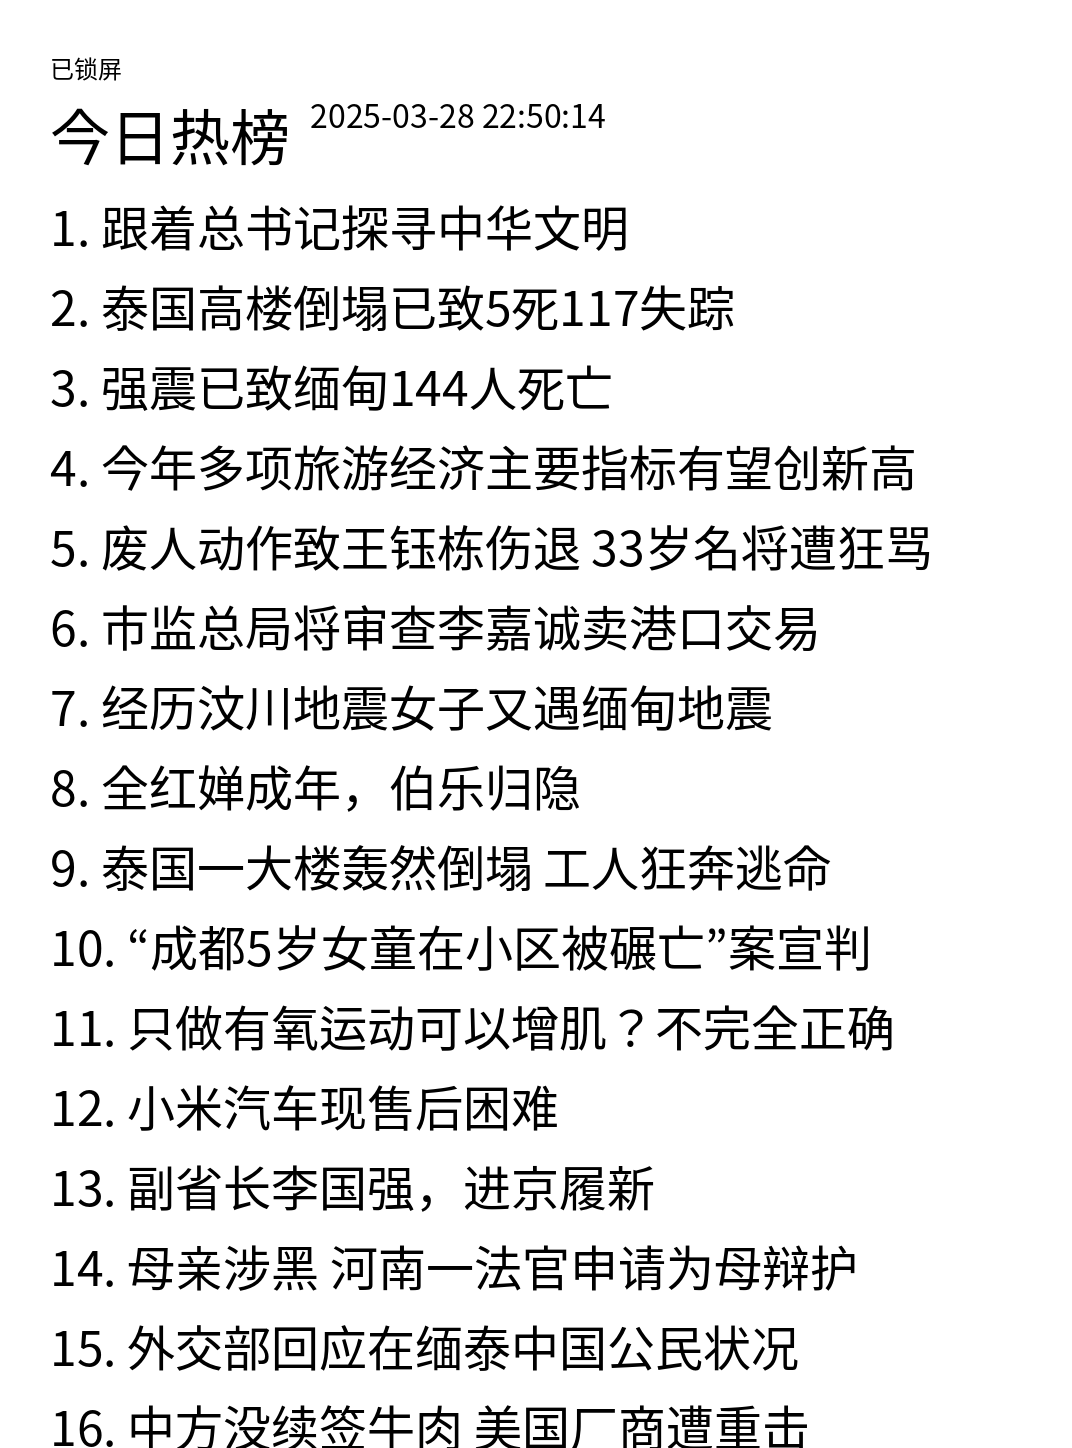 已锁屏
今日热榜 2025-03-28 22:50:14
1. 跟着总书记探寻中华文明
2. 泰国高楼倒塌已致5死117失踪
3. 强震已致缅甸144人死亡
4. 今年多项旅游经济主要指标有望创新高
5. 废人动作致王钰栋伤退 33岁名将遭狂骂
6. 市监总局将审查李嘉诚卖港口交易
7. 经历汶川地震女子又遇缅甸地震
8. 全红婵成年，伯乐归隐
9. 泰国一大楼轰然倒塌 工人狂奔逃命
10. “成都5岁女童在小区被碾亡”案宣判
11. 只做有氧运动可以增肌？不完全正确
12. 小米汽车现售后困难
13. 副省长李国强，进京履新
14. 母亲涉黑 河南一法官申请为母辩护
15. 外交部回应在缅泰中国公民状况
16. 中方没续签牛肉 美国厂商遭重击